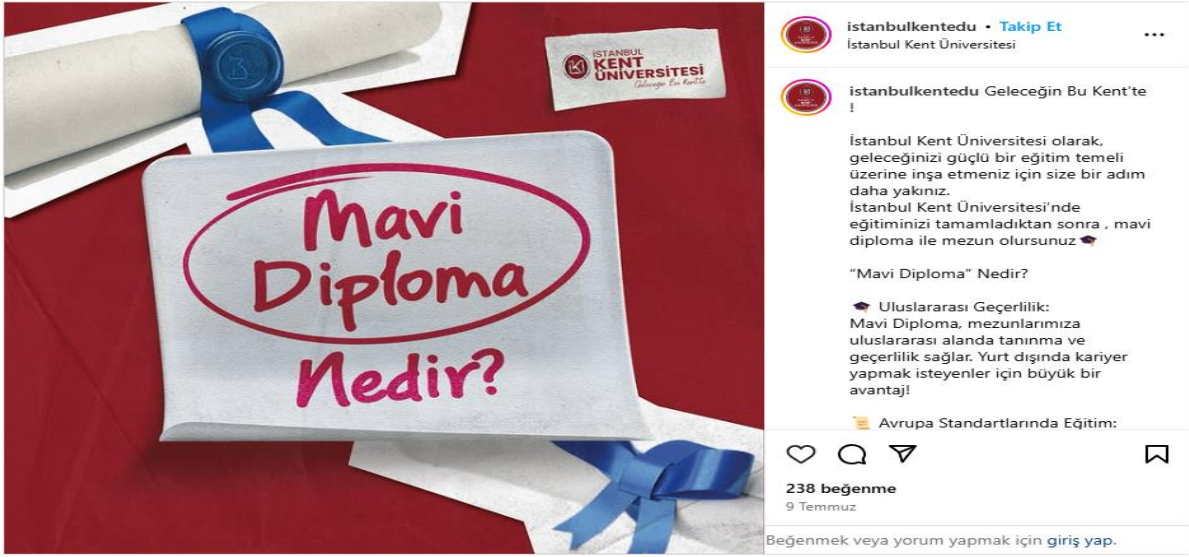 İSTANBUL
KENT
ÜNİVERSİTESİ
Geleceğin Bu Kent'te
Mavi
Diploma
Nedir?
istanbulkentedu • Takip Et
İstanbul Kent Üniversitesi
istanbulkentedu Geleceğin Bu Kent’te
!
İstanbul Kent Üniversitesi olarak,
geleceğinizi güçlü bir eğitim temeli
üzerine inşa etmeniz için size bir adım
daha yakınız.
İstanbul Kent Üniversitesi’nde
eğitiminizi tamamladıktan sonra , mavi
diploma ile mezun olursunuz 🎓
“Mavi Diploma” Nedir?
🎓 Uluslararası Geçerlilik:
Mavi Diploma, mezunlarımıza
uluslararası alanda tanınma ve
geçerlilik sağlar. Yurt dışında kariyer
yapmak isteyenler için büyük bir
avantaj!
📜 Avrupa Standartlarında Eğitim:
238 beğenme
9 Temmuz
Beğenmek veya yorum yapmak için giriş yap.